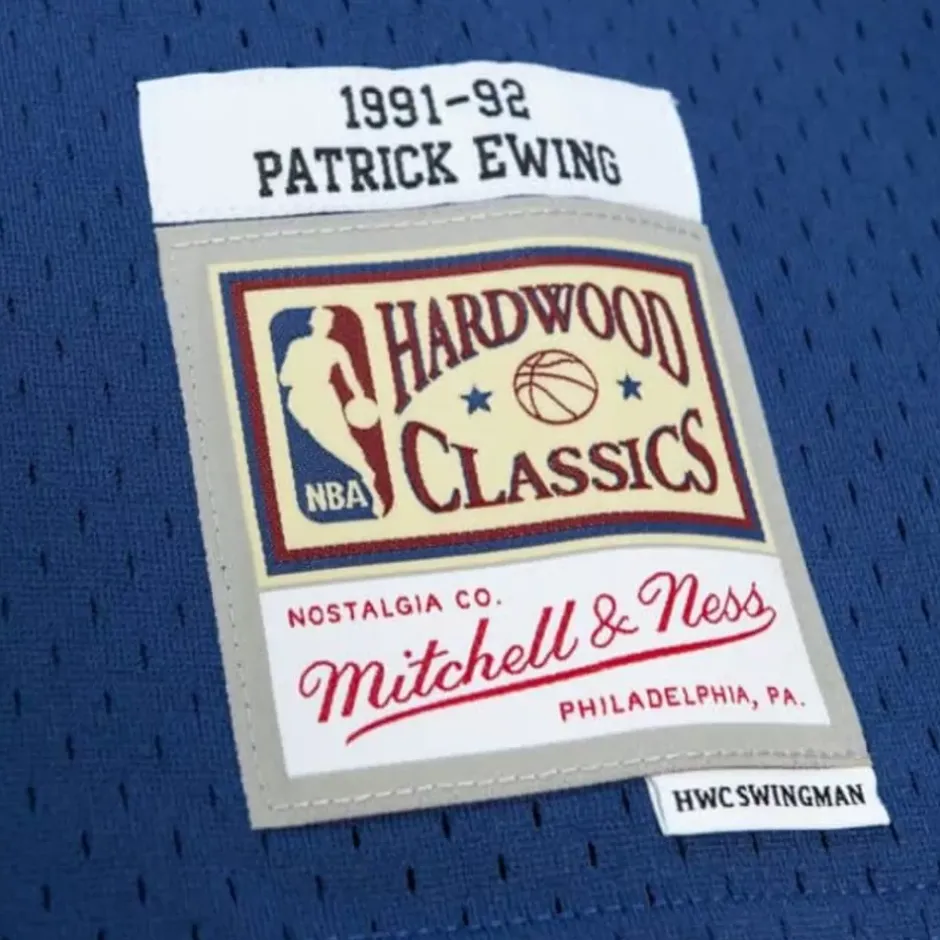 1991-92
PATRICK EWING
HARDWOOD
CLASSICS
NBA
NOSTALGIA CO.
Mitchell & Ness
PHILADELPHIA, PA.
HWC SWINGMAN